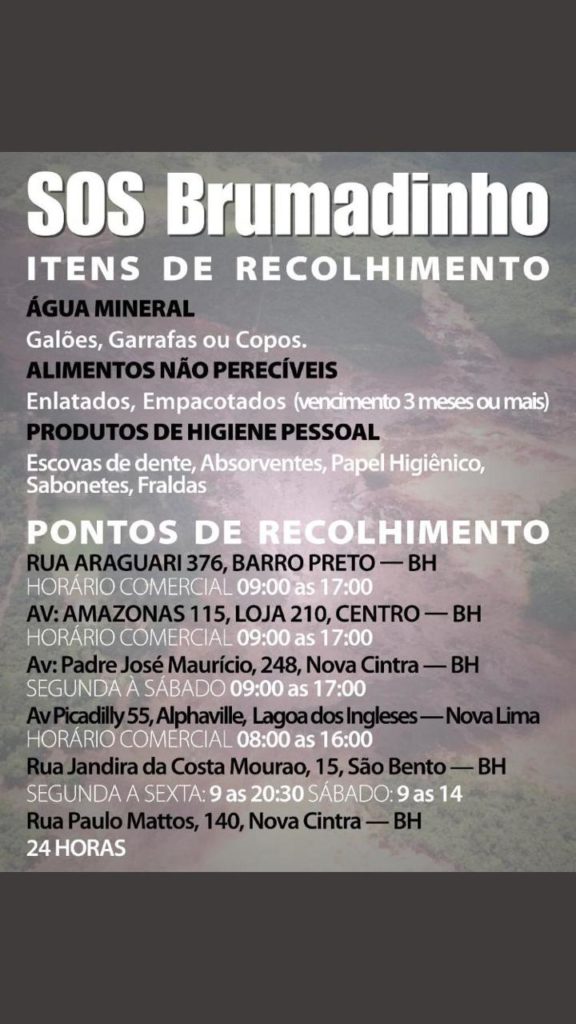 SOS Brumadinho
ITENS DE RECOLHIMENTO
ÁGUA MINERAL
Galões, Garrafas ou Copos.
ALIMENTOS NÃO PERECÍVEIS
Enlatados, Empacotados (vencimento 3 meses ou mais)
PRODUTOS DE HIGIENE PESSOAL
Escovas de dente, Absorventes, Papel Higiênico,
Sabonetes, Fraldas
PONTOS DE RECOLHIMENTO
RUA ARAGUARI 376, BARRO PRETO — BH
HORÁRIO COMERCIAL 09:00 as 17:00
AV: AMAZONAS 115, LOJA 210, CENTRO — BH
HORÁRIO COMERCIAL 09:00 as 17:00
Av: Padre José Maurício, 248, Nova Cintra — BH
SEGUNDA À SÁBADO 09:00 as 17:00
Av Picadilly 55, Alphaville, Lagoa dos Ingleses — Nova Lima
HORÁRIO COMERCIAL 08:00 as 16:00
Rua Jandira da Costa Mourao, 15, São Bento — BH
SEGUNDA A SEXTA: 9 as 20:30 SÁBADO: 9 as 14
Rua Paulo Mattos, 140, Nova Cintra — BH
24 HORAS